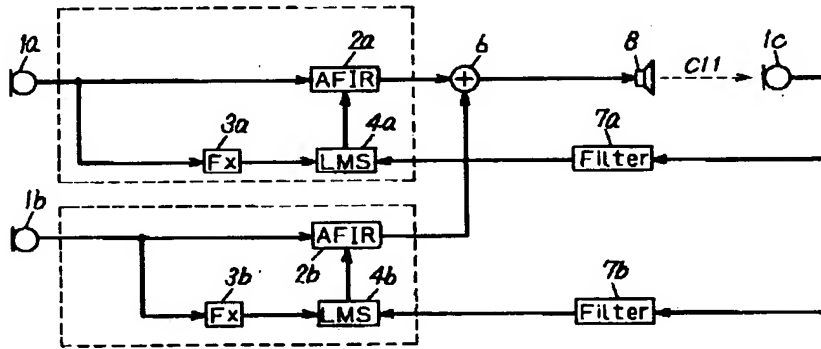 2a
6
8
C11
1c
1a
AFIR
+
3a
4a
7a
Fx
LMS
Filter
1b
AFIR
2b
3b
4b
7b
Fx
LMS
Filter